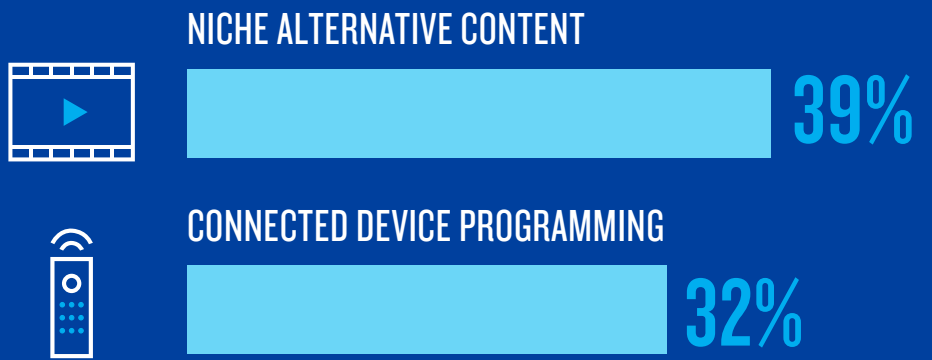 NICHE ALTERNATIVE CONTENT
39%
CONNECTED DEVICE PROGRAMMING
32%